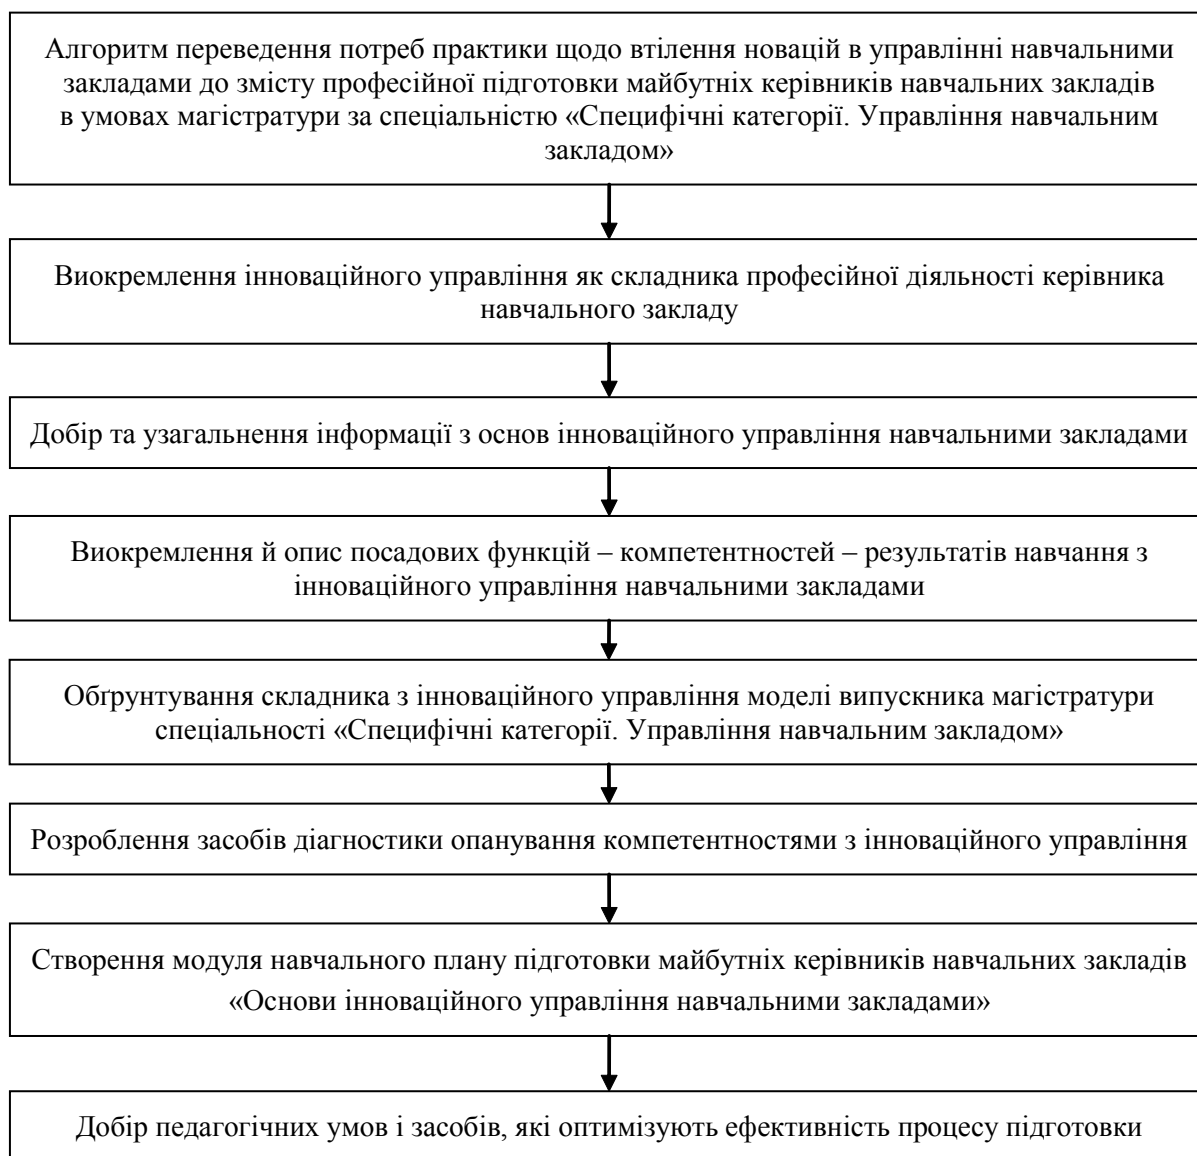 Алгоритм переведення потреб практики щодо втілення новацій в управлінні навчальними
закладами до змісту професійної підготовки майбутніх керівників навчальних закладів
в умовах магістратури за спеціальністю «Специфічні категорії. Управління навчальним
закладом»
Виокремлення інноваційного управління як складника професійної діяльності керівника
навчального закладу
Добір та узагальнення інформації з основ інноваційного управління навчальними закладами
Виокремлення й опис посадових функцій – компетентностей – результатів навчання з
інноваційного управління навчальними закладами
Обґрунтування складника з інноваційного управління моделі випускника магістратури
спеціальності «Специфічні категорії. Управління навчальним закладом»
Розроблення засобів діагностики опанування компетентностями з інноваційного управління
Створення модуля навчального плану підготовки майбутніх керівників навчальних закладів
«Основи інноваційного управління навчальними закладами»
Добір педагогічних умов і засобів, які оптимізують ефективність процесу підготовки